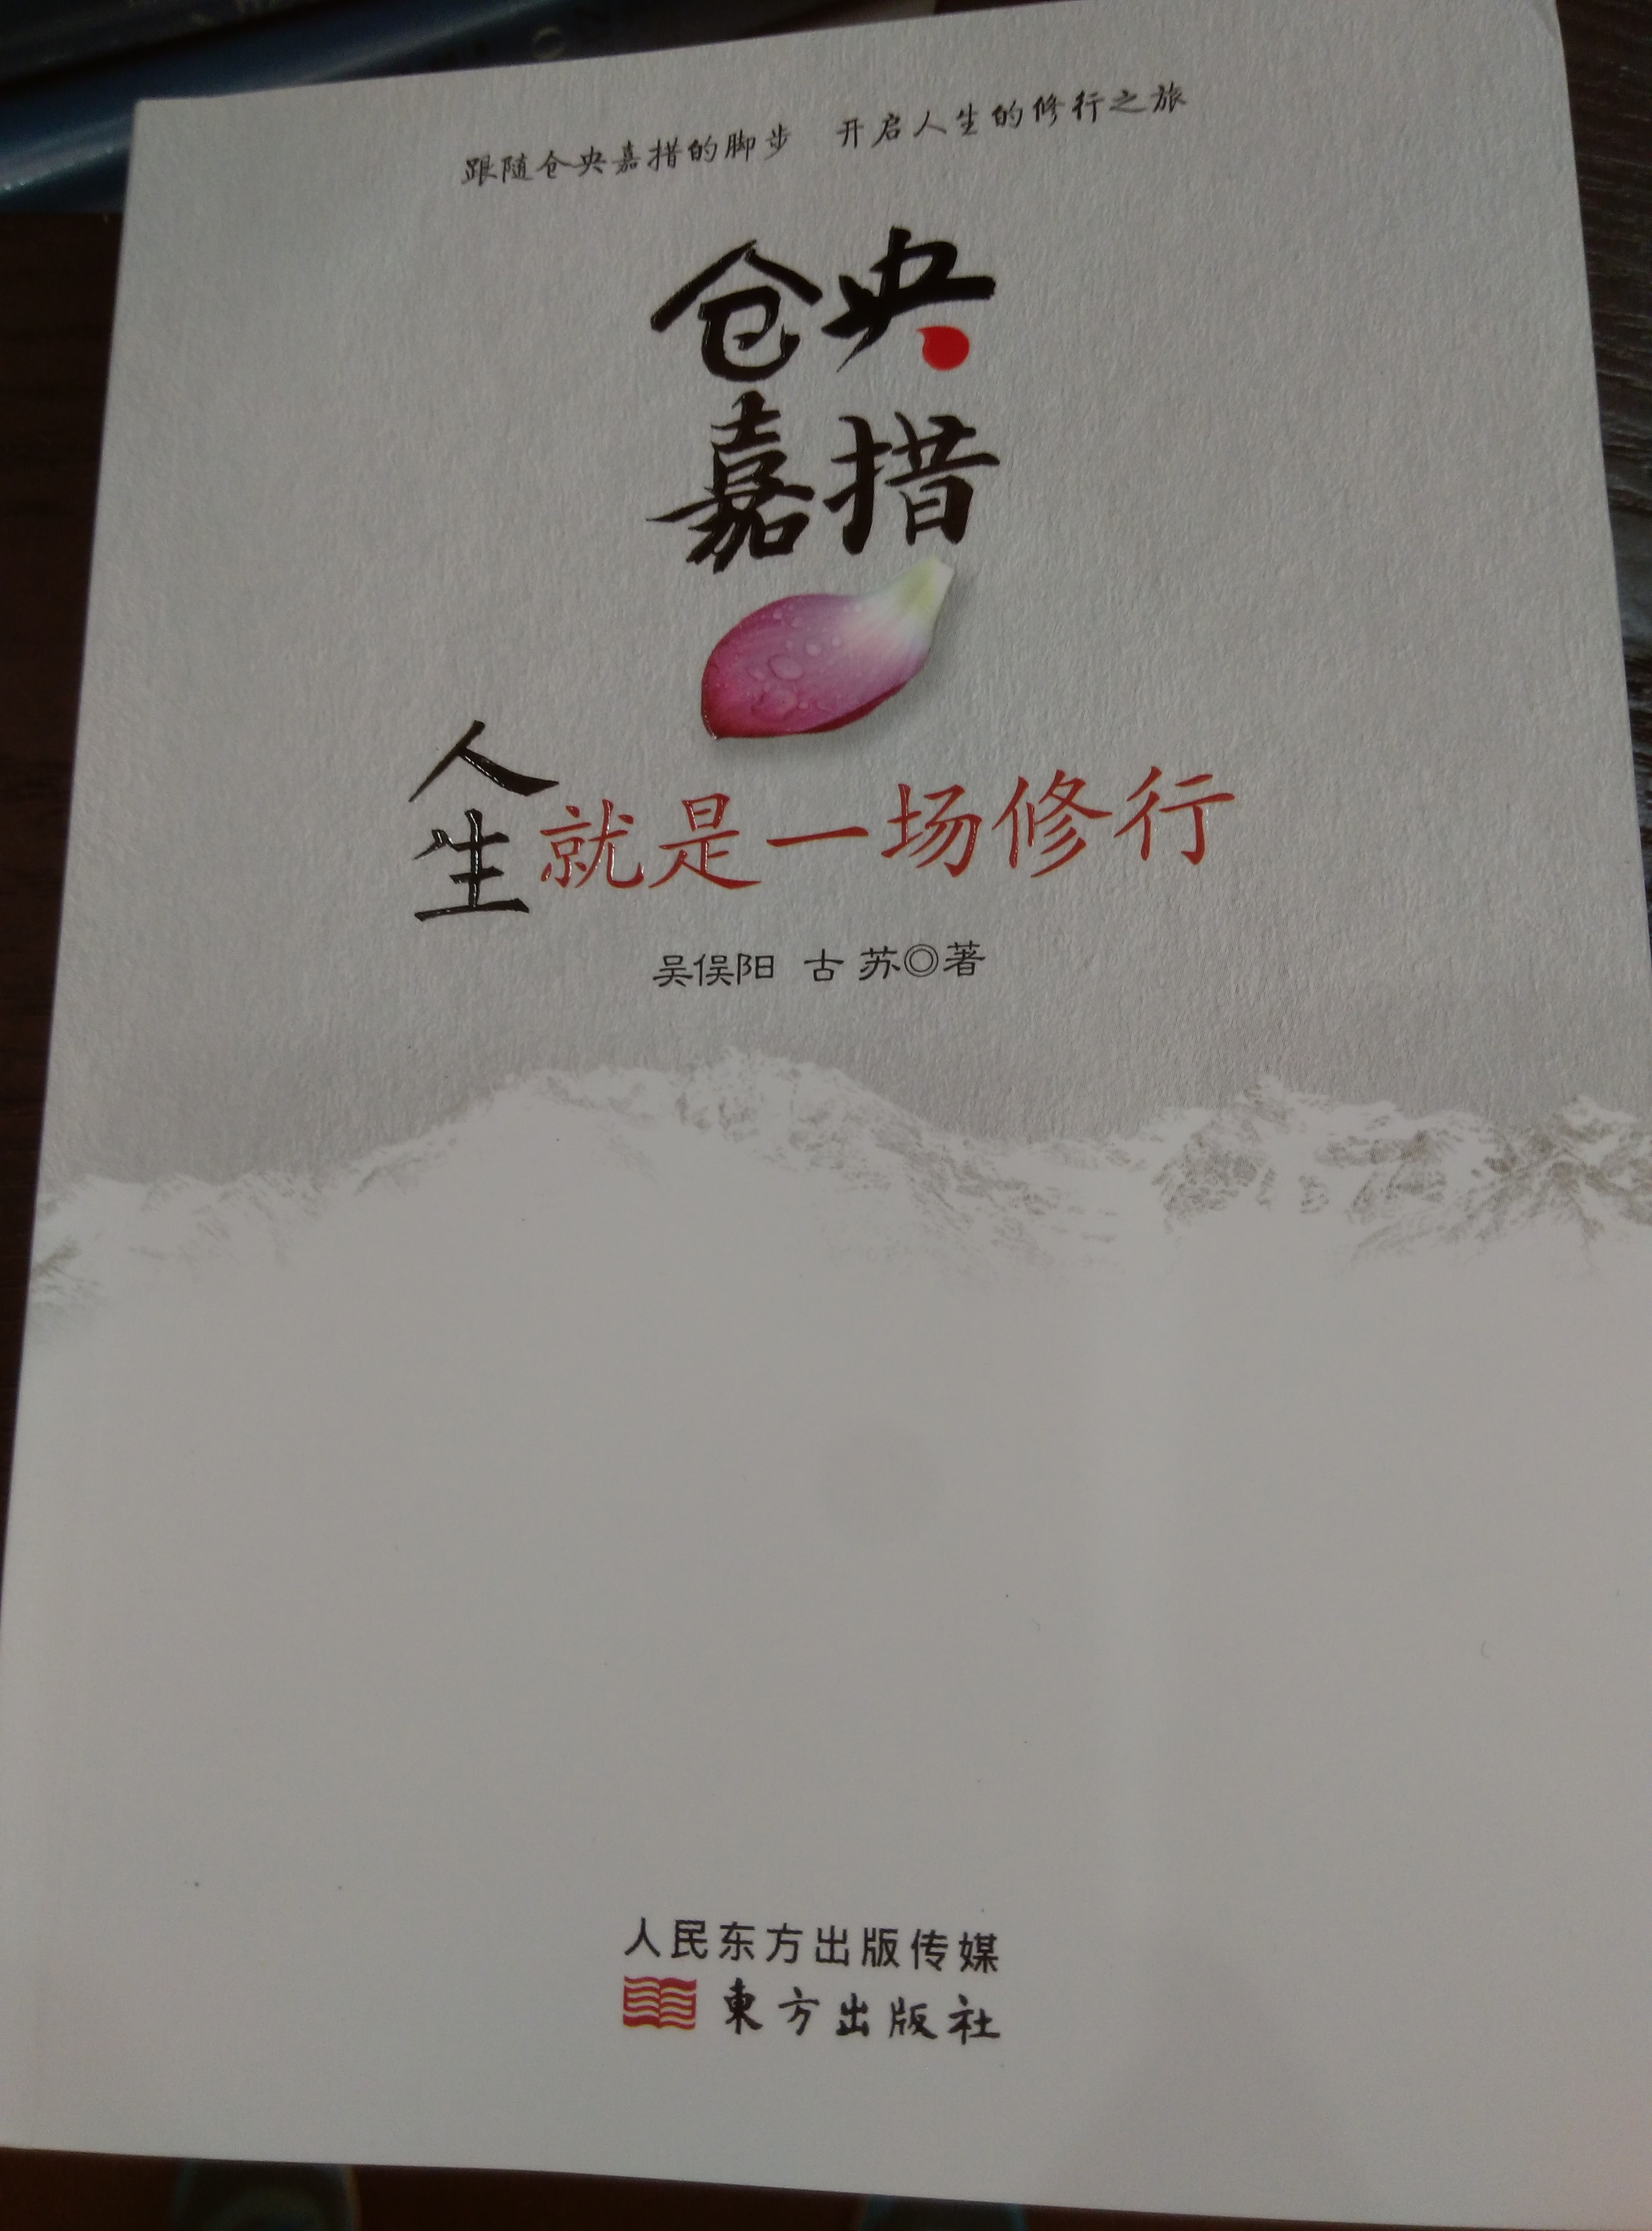 跟随仓央嘉措的脚步 开启人生的修行之旅
仓央
嘉措
人生就是一场修行
吴俣阳 古苏◎著
人民东方出版传媒
東方出版社